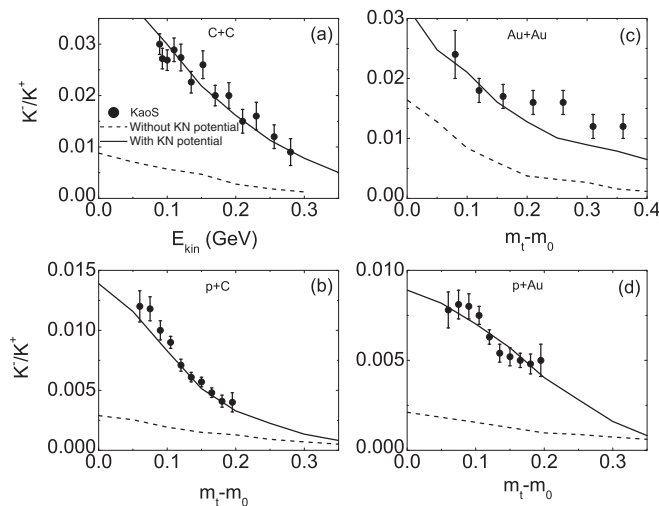 C+C
(a)
0.03
0.02
0.01
0.00
K⁻/K⁺
KaoS
Without KN potential
With KN potential
0.0 0.1 0.2 0.3
E_kin (GeV)
Au+Au
(c)
0.03
0.02
0.01
0.00
0.0 0.1 0.2 0.3 0.4
m_t-m_0
p+C
(b)
0.015
0.010
0.005
0.000
K⁻/K⁺
0.0 0.1 0.2 0.3
m_t-m_0
p+Au
(d)
0.010
0.005
0.000
0.0 0.1 0.2 0.3
m_t-m_0